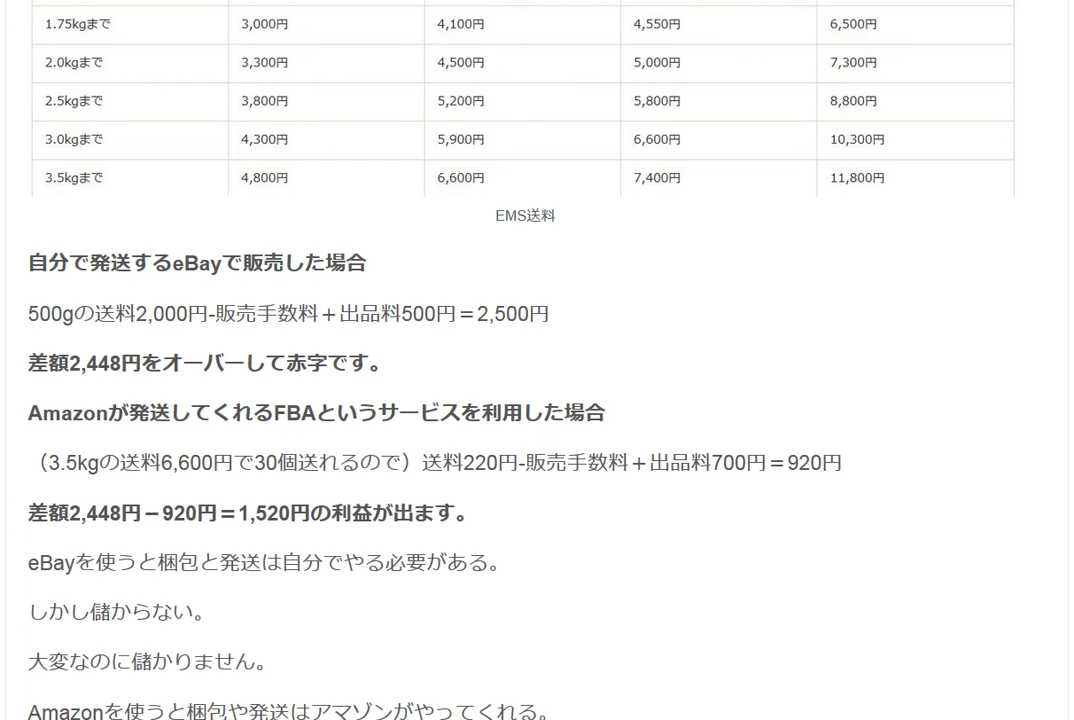 1.75kgまで 3,000円 4,100円 4,550円 6,500円
2.0kgまで 3,300円 4,500円 5,000円 7,300円
2.5kgまで 3,800円 5,200円 5,800円 8,800円
3.0kgまで 4,300円 5,900円 6,600円 10,300円
3.5kgまで 4,800円 6,600円 7,400円 11,800円
EMS送料
自分で発送するeBayで販売した場合
500gの送料2,000円-販売手数料＋出品料500円＝2,500円
差額2,448円をオーバーして赤字です。
Amazonが発送してくれるFBAというサービスを利用した場合
（3.5kgの送料6,600円で30個送れるので）送料220円-販売手数料＋出品料700円＝920円
差額2,448円－920円＝1,520円の利益が出ます。
eBayを使うと梱包と発送は自分でやる必要がある。
しかし儲からない。
大変なのに儲かりません。
Amazonを使うと梱包や発送はアマゾンがやってくれる。